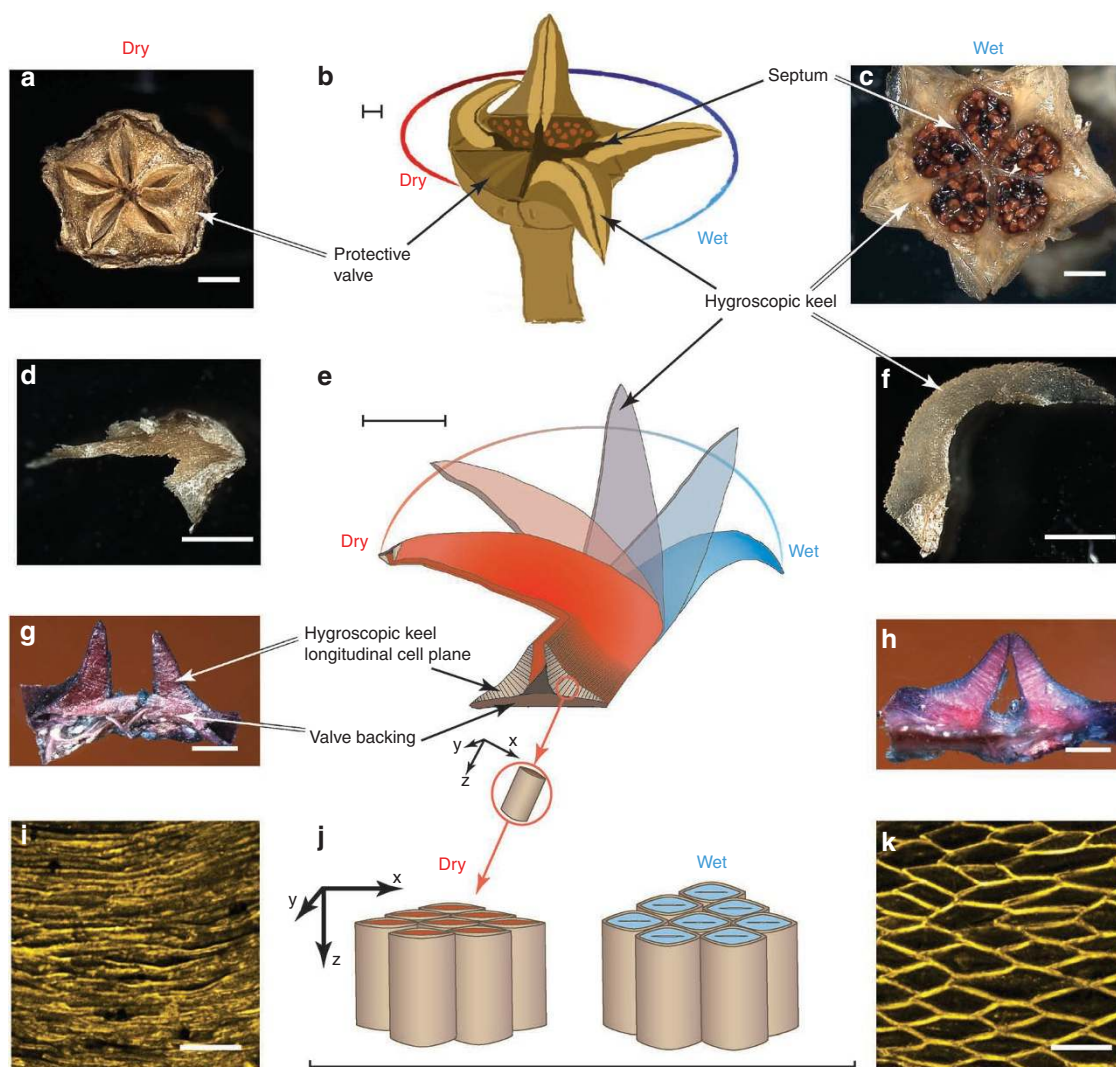 Dry
Wet
a
b
c
Septum
Dry
Wet
Protective
valve
Hygroscopic keel
d
e
f
Dry
Wet
g
h
Hygroscopic keel
longitudinal cell plane
Valve backing
y
x
z
i
j
k
Dry
Wet
x
y
z